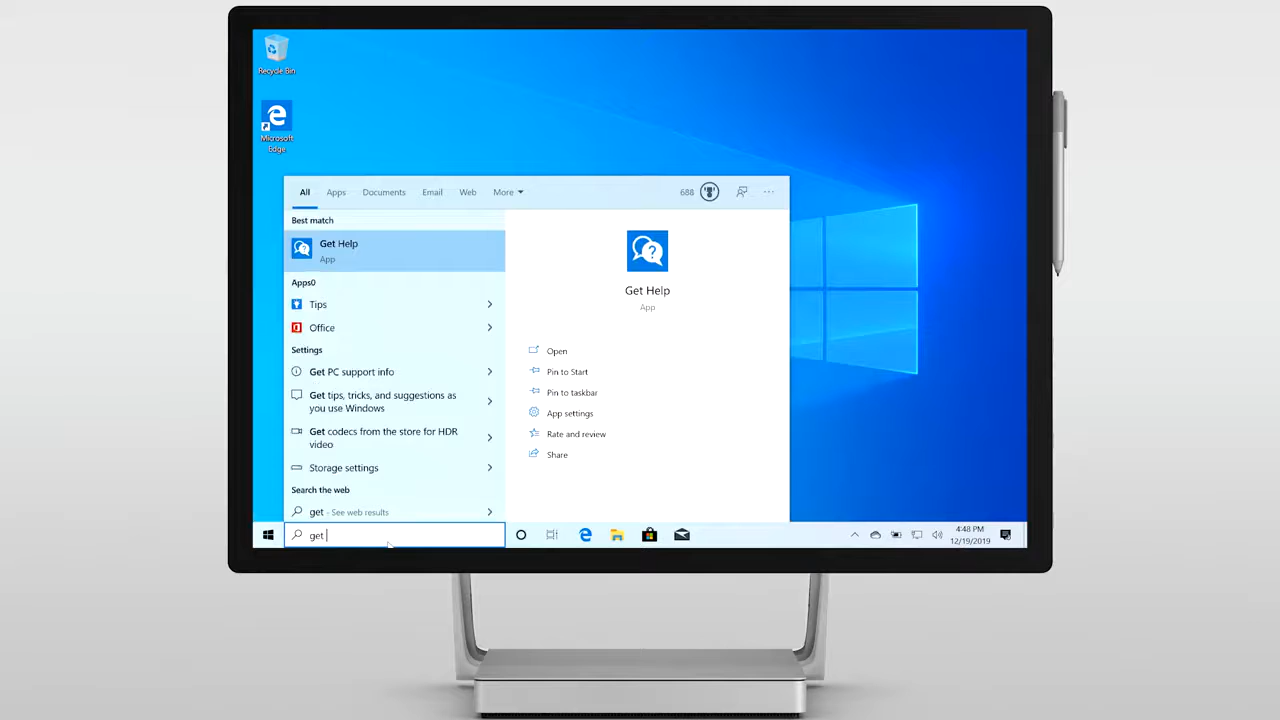 Recycle Bin
Microsoft
Edge
All Apps Documents Email Web More 688 ...
Best match
Get Help
App
Apps0
Tips
Office
Settings
Get PC support info
Get tips, tricks, and suggestions as
you use Windows
Get codecs from the store for HDR
video
Storage settings
Search the web
get - See web results
Get Help
App
Open
Pin to Start
Pin to taskbar
App settings
Rate and review
Share
get
4:48 PM
12/19/2019